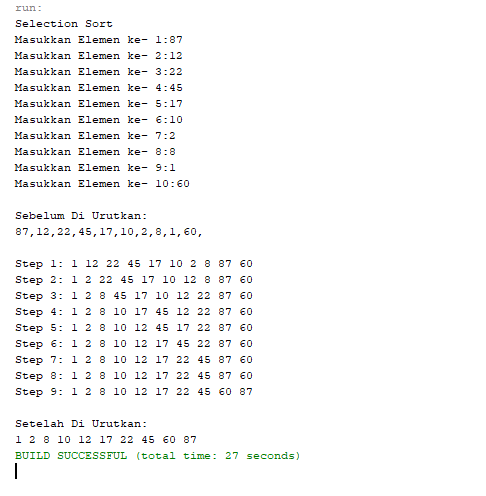 run:
Selection Sort
Masukkan Elemen ke- 1:87
Masukkan Elemen ke- 2:12
Masukkan Elemen ke- 3:22
Masukkan Elemen ke- 4:45
Masukkan Elemen ke- 5:17
Masukkan Elemen ke- 6:10
Masukkan Elemen ke- 7:2
Masukkan Elemen ke- 8:8
Masukkan Elemen ke- 9:1
Masukkan Elemen ke- 10:60
Sebelum Di Urutkan:
87,12,22,45,17,10,2,8,1,60,
Step 1: 1 12 22 45 17 10 2 8 87 60
Step 2: 1 2 22 45 17 10 12 8 87 60
Step 3: 1 2 8 45 17 10 12 22 87 60
Step 4: 1 2 8 10 17 45 12 22 87 60
Step 5: 1 2 8 10 12 45 17 22 87 60
Step 6: 1 2 8 10 12 17 45 22 87 60
Step 7: 1 2 8 10 12 17 22 45 87 60
Step 8: 1 2 8 10 12 17 22 45 87 60
Step 9: 1 2 8 10 12 17 22 45 60 87
Setelah Di Urutkan:
1 2 8 10 12 17 22 45 60 87
BUILD SUCCESSFUL (total time: 27 seconds)